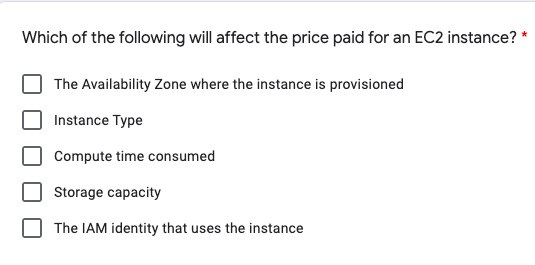 Which of the following will affect the price paid for an EC2 instance? *
The Availability Zone where the instance is provisioned
Instance Type
Compute time consumed
Storage capacity
The IAM identity that uses the instance